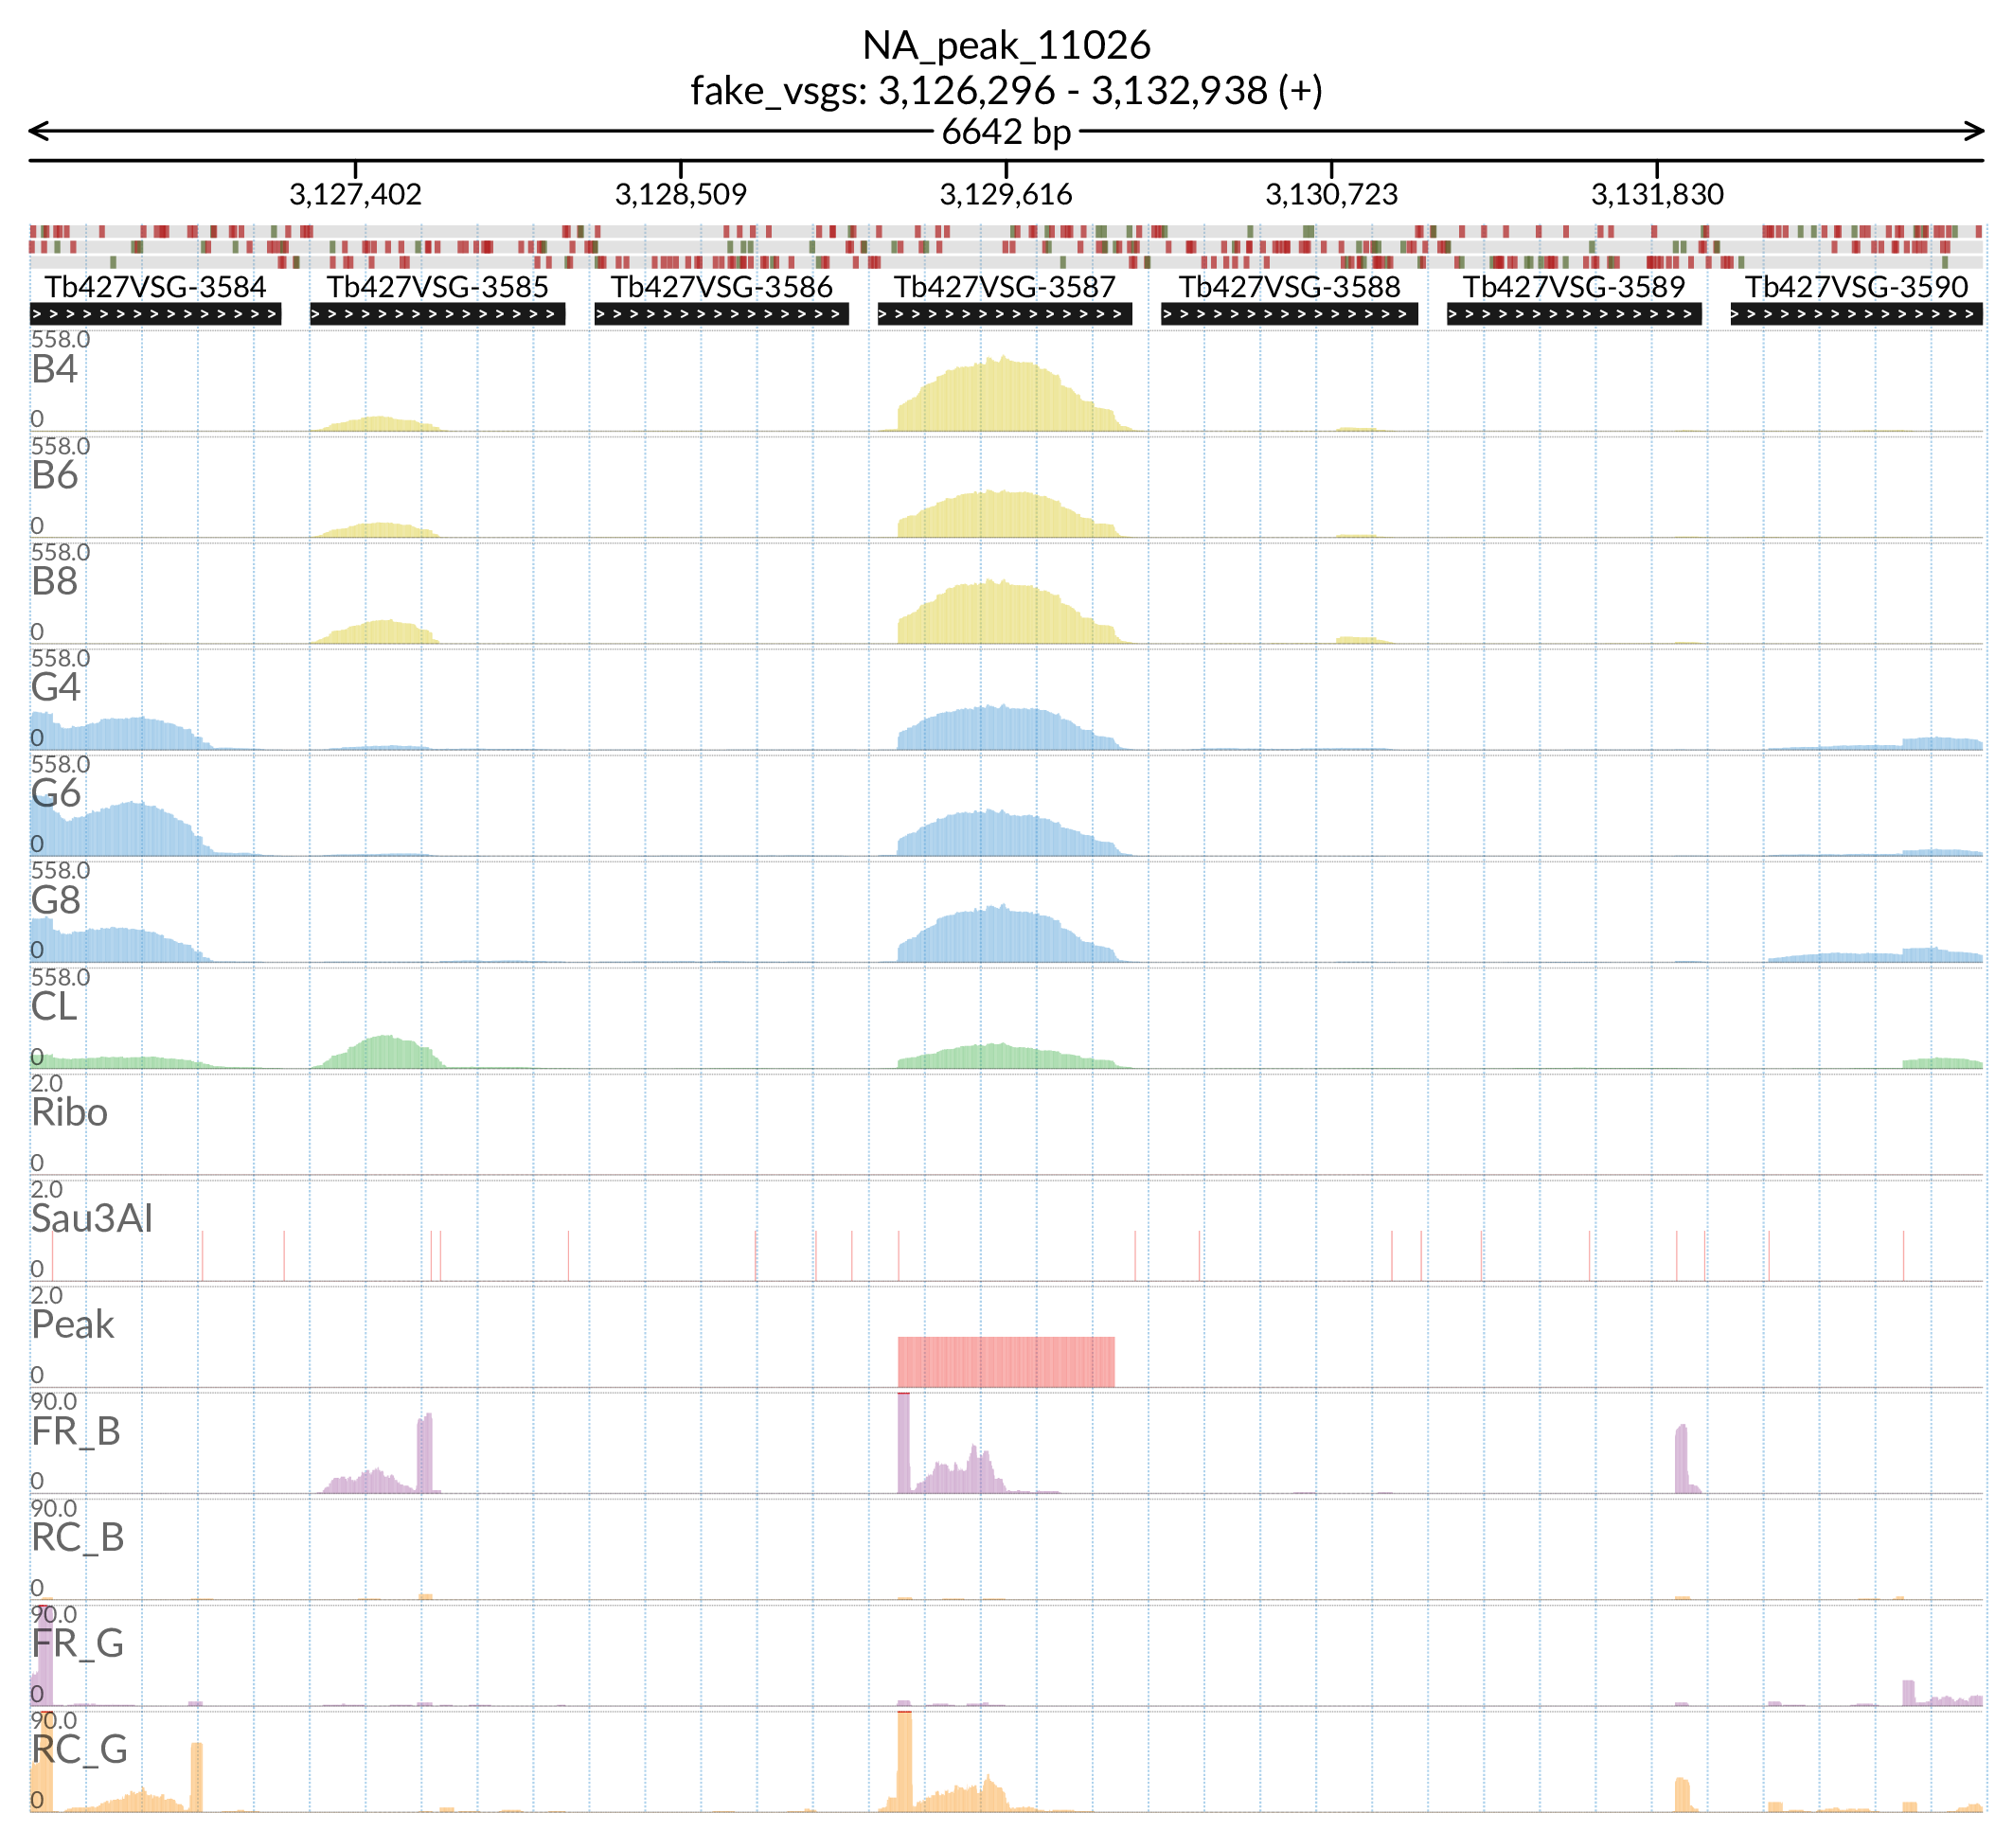 NA_peak_11026
fake_vsgs: 3,126,296 - 3,132,938 (+)
6642 bp
3,127,402 3,128,509 3,129,616 3,130,723 3,131,830
Tb427VSG-3584 Tb427VSG-3585 Tb427VSG-3586 Tb427VSG-3587 Tb427VSG-3588 Tb427VSG-3589 Tb427VSG-3590
558.0
B4
0
558.0
B6
0
558.0
B8
0
558.0
G4
0
558.0
G6
0
558.0
G8
0
558.0
CL
0
2.0
Ribo
0
2.0
Sau3AI
0
2.0
Peak
0
90.0
FR_B
0
90.0
RC_B
0
90.0
FR_G
0
90.0
RC_G
0